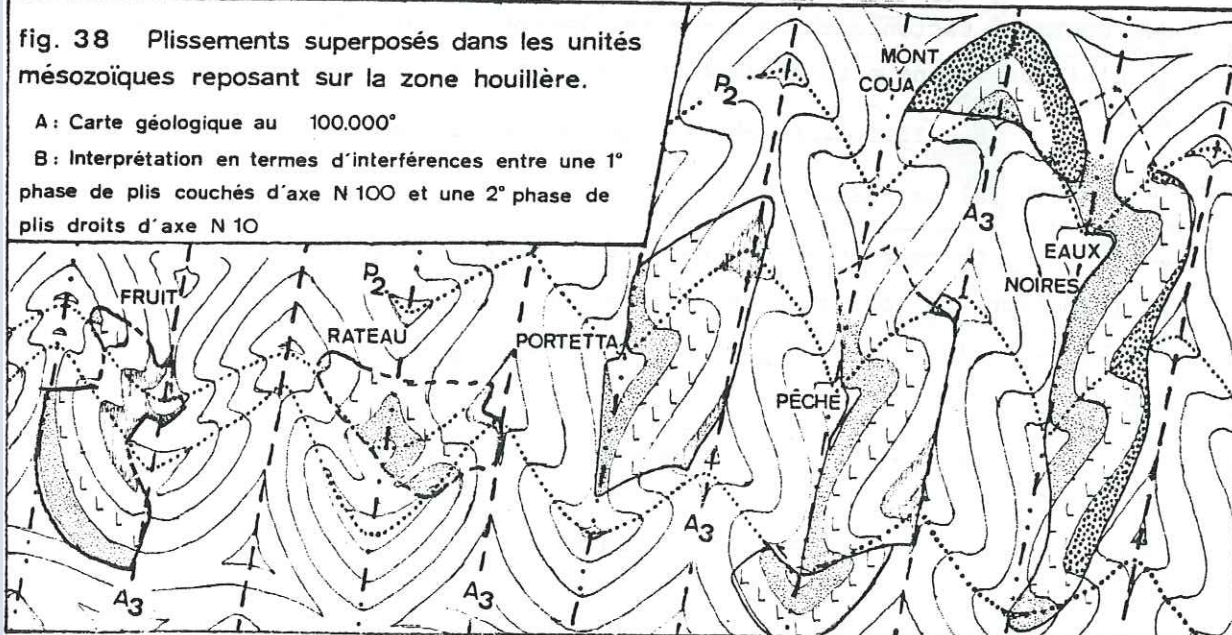 fig. 38 Plissements superposés dans les unités
mésozoïques reposant sur la zone houillère.
A: Carte géologique au 100.000°
B: Interprétation en termes d'interférences entre une 1°
phase de plis couchés d'axe N 100 et une 2° phase de
plis droits d'axe N 10
MONT
COUA
P2
A3
EAUX
NOIRES
FRUIT
P2
RATEAU
PORTETTA
PÊCHE
A3
A3
A3